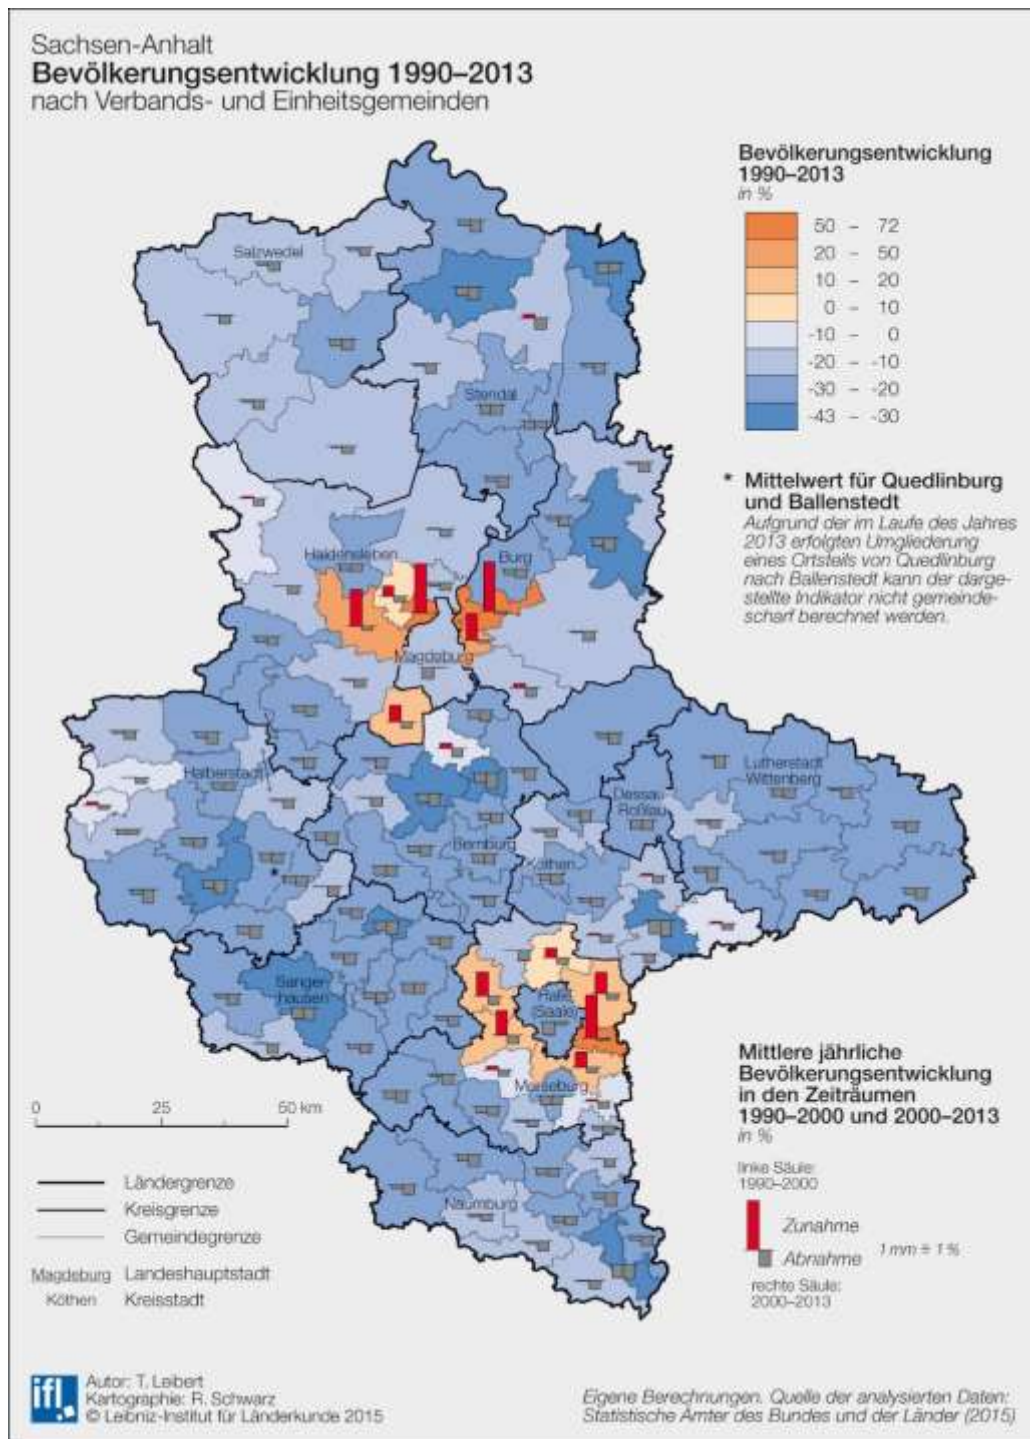 Sachsen-Anhalt
Bevölkerungsentwicklung 1990–2013
nach Verbands- und Einheitsgemeinden
Bevölkerungsentwicklung
1990–2013
in %
50 – 72
20 – 50
10 – 20
0 – 10
-10 – 0
-20 – -10
-30 – -20
-43 – -30
* Mittelwert für Quedlinburg
und Ballenstedt
Aufgrund der im Laufe des Jahres
2013 erfolgten Umgliederung
eines Ortsteils von Quedlinburg
nach Ballenstedt kann der darge-
stellte Indikator nicht gemeinde-
scharf berechnet werden.
Salzwedel
Stendal
Haldensleben
Burg
Magdeburg
Halberstadt
Lutherstadt
Wittenberg
Dessau-
Roßlau
Bernburg
Köthen
*
Sanger-
hausen
Halle
(Saale)
Merseburg
Naumburg
Mittlere jährliche
Bevölkerungsentwicklung
in den Zeiträumen
1990–2000 und 2000–2013
in %
linke Säule:
1990–2000
Zunahme
Abnahme
1 mm ≙ 1 %
rechte Säule:
2000–2013
0 25 50 km
Ländergrenze
Kreisgrenze
Gemeindegrenze
Magdeburg Landeshauptstadt
Köthen Kreisstadt
ifl
Autor: T. Leibert
Kartographie: R. Schwarz
© Leibniz-Institut für Länderkunde 2015
Eigene Berechnungen. Quelle der analysierten Daten:
Statistische Ämter des Bundes und der Länder (2015)